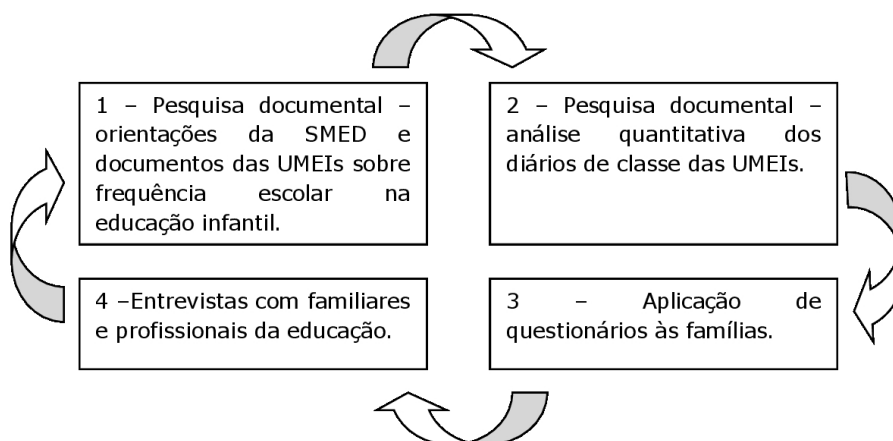 1 – Pesquisa documental –
orientações da SMED e
documentos das UMEIs sobre
frequência escolar na
educação infantil.
2 – Pesquisa documental –
análise quantitativa dos
diários de classe das UMEIs.
3 – Aplicação de
questionários às famílias.
4 –Entrevistas com familiares
e profissionais da educação.